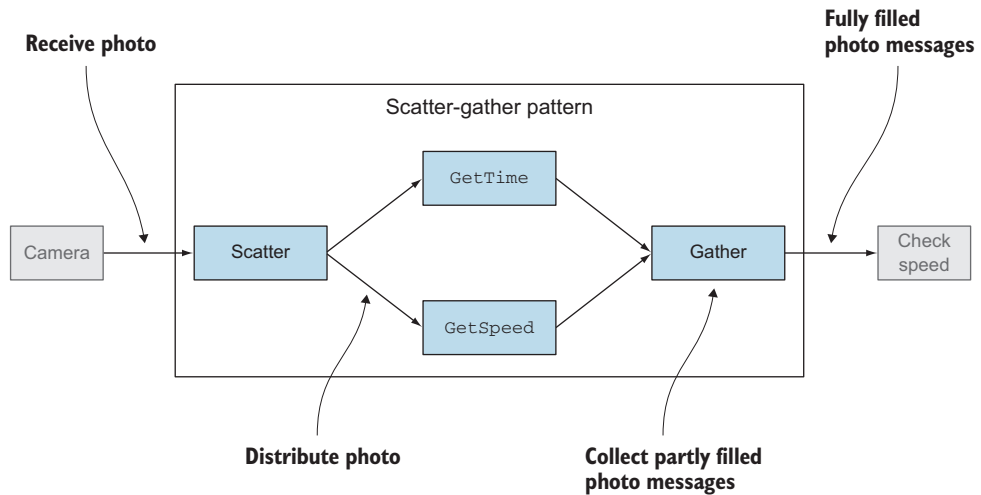 Receive photo
Fully filled
photo messages
Scatter-gather pattern
GetTime
Camera
Scatter
Gather
Check
speed
GetSpeed
Distribute photo
Collect partly filled
photo messages